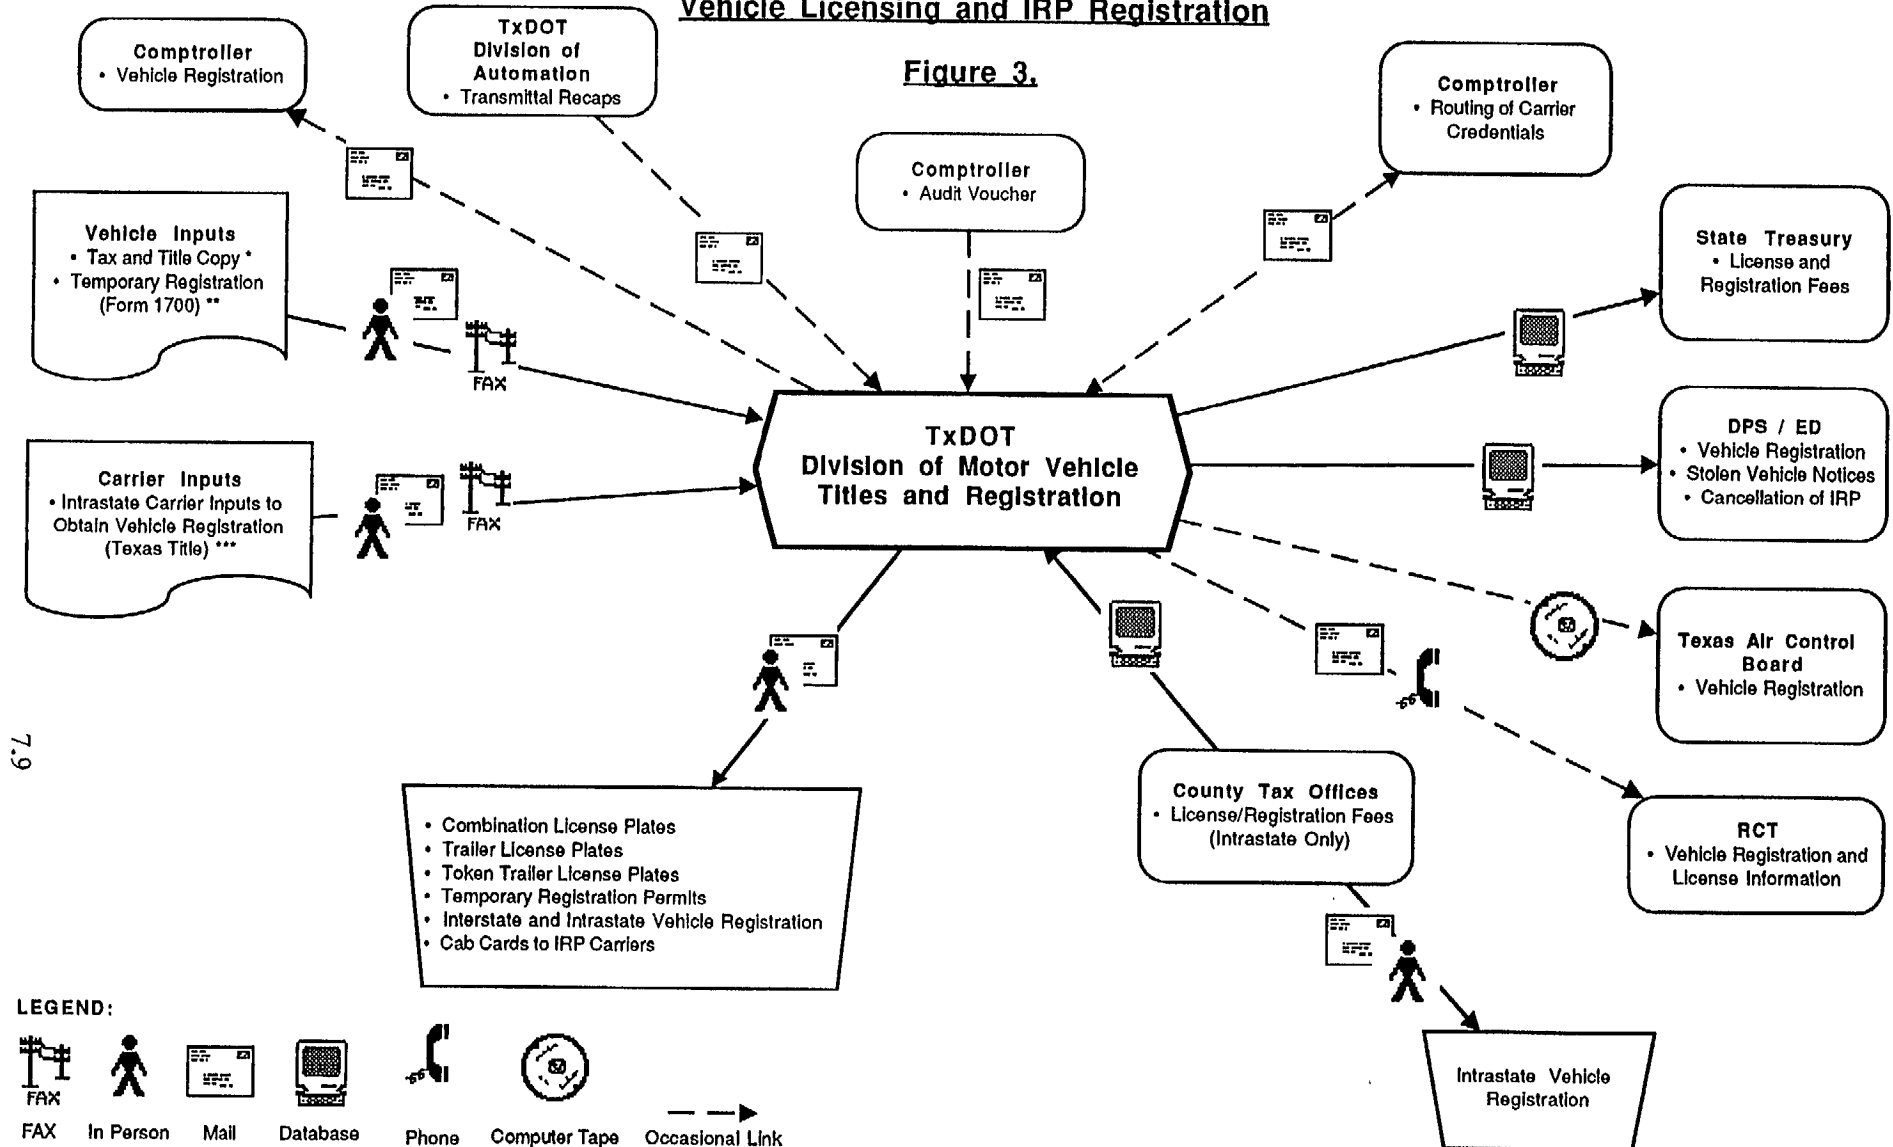 Vehicle Licensing and IRP Registration
Figure 3.
Comptroller
• Vehicle Registration
TxDOT
Division of
Automation
• Transmittal Recaps
Comptroller
• Audit Voucher
Comptroller
• Routing of Carrier
Credentials
Vehicle Inputs
• Tax and Title Copy *
• Temporary Registration
(Form 1700) **
FAX
State Treasury
• License and
Registration Fees
Carrier Inputs
• Intrastate Carrier Inputs to
Obtain Vehicle Registration
(Texas Title) ***
FAX
TxDOT
Division of Motor Vehicle
Titles and Registration
DPS / ED
• Vehicle Registration
• Stolen Vehicle Notices
• Cancellation of IRP
Texas Air Control
Board
• Vehicle Registration
County Tax Offices
• License/Registration Fees
(Intrastate Only)
RCT
• Vehicle Registration and
License Information
• Combination License Plates
• Trailer License Plates
• Token Trailer License Plates
• Temporary Registration Permits
• Interstate and Intrastate Vehicle Registration
• Cab Cards to IRP Carriers
Intrastate Vehicle
Registration
7.9
LEGEND:
FAX
FAX
In Person
Mail
Database
Phone
Computer Tape
Occasional Link